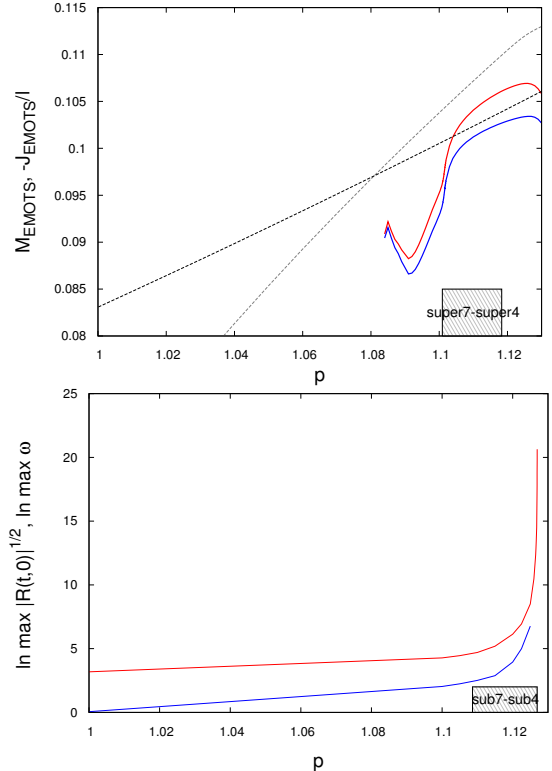 0.115
0.11
0.105
0.1
0.095
0.09
0.085
0.08
M_EMOTS, -J_EMOTS/l
super7-super4
1 1.02 1.04 1.06 1.08 1.1 1.12
p
25
20
15
10
5
0
ln max |R(t,0)|^1/2, ln max ω
sub7-sub4
1 1.02 1.04 1.06 1.08 1.1 1.12
p